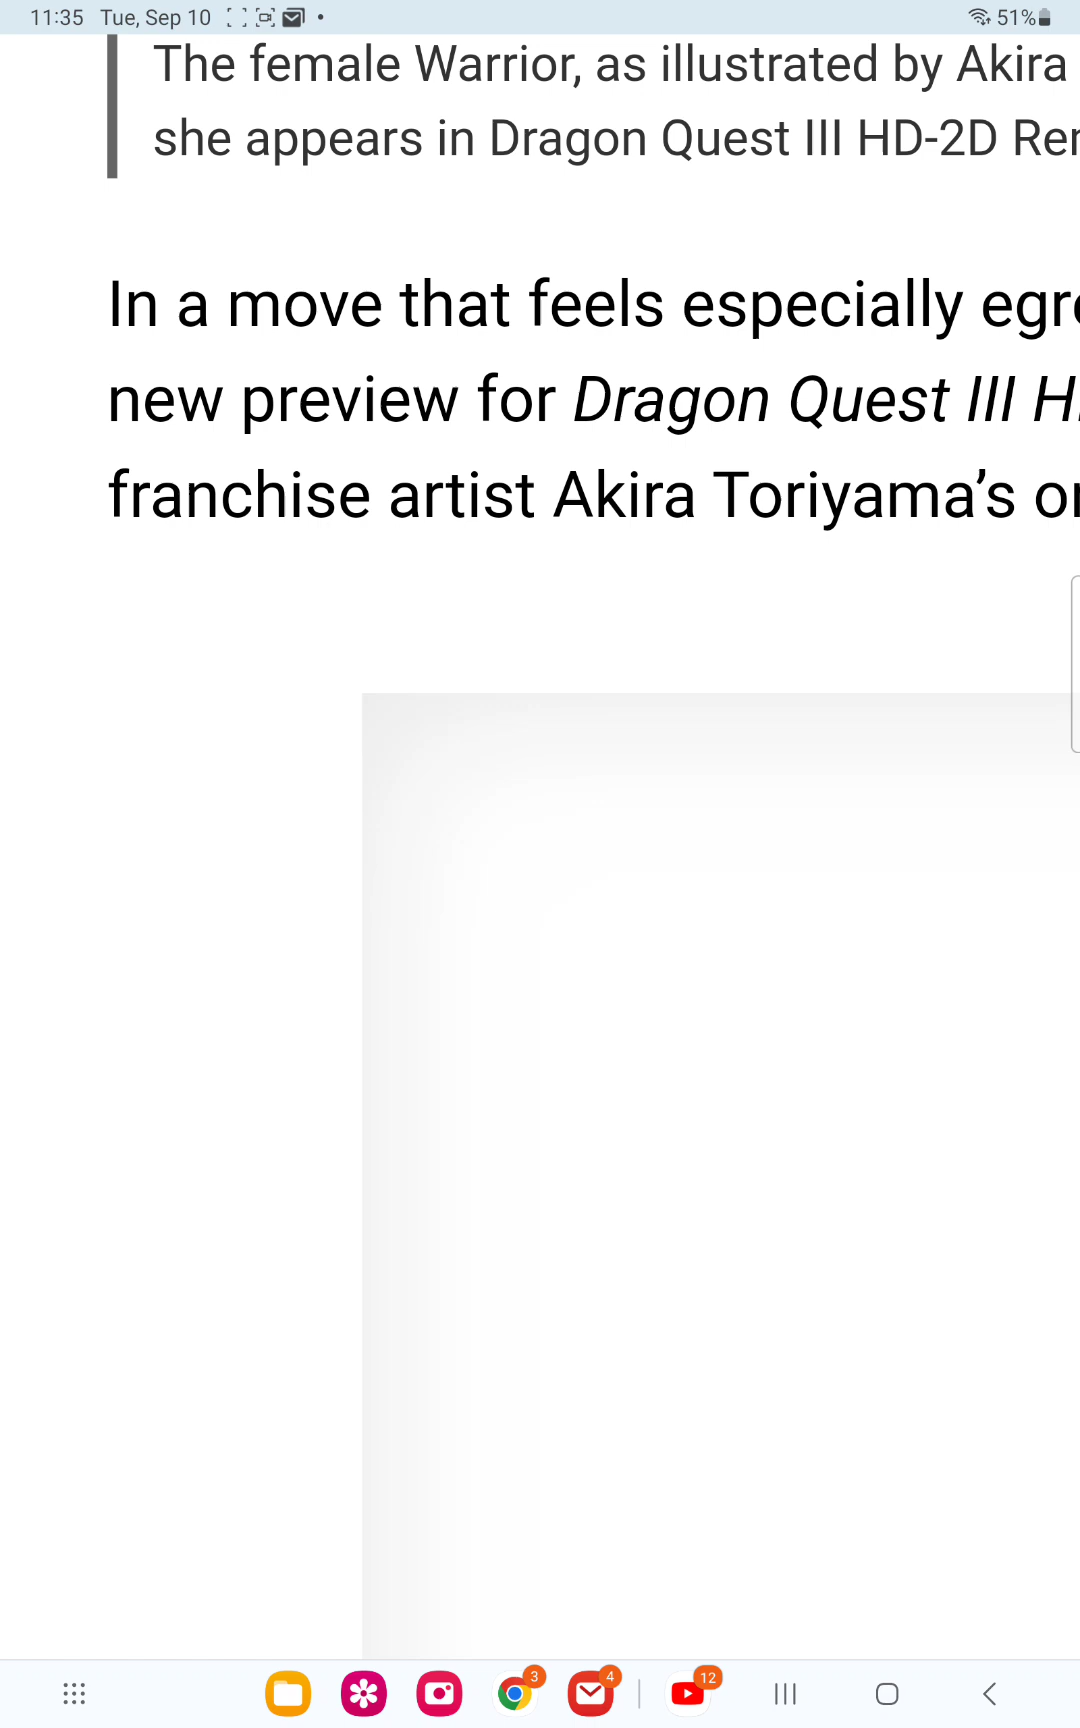 11:35 Tue, Sep 10
51%
The female Warrior, as illustrated by Akira
she appears in Dragon Quest III HD-2D
In a move that feels especially
new preview for Dragon Quest III
franchise artist Akira Toriyama's
3
4
12